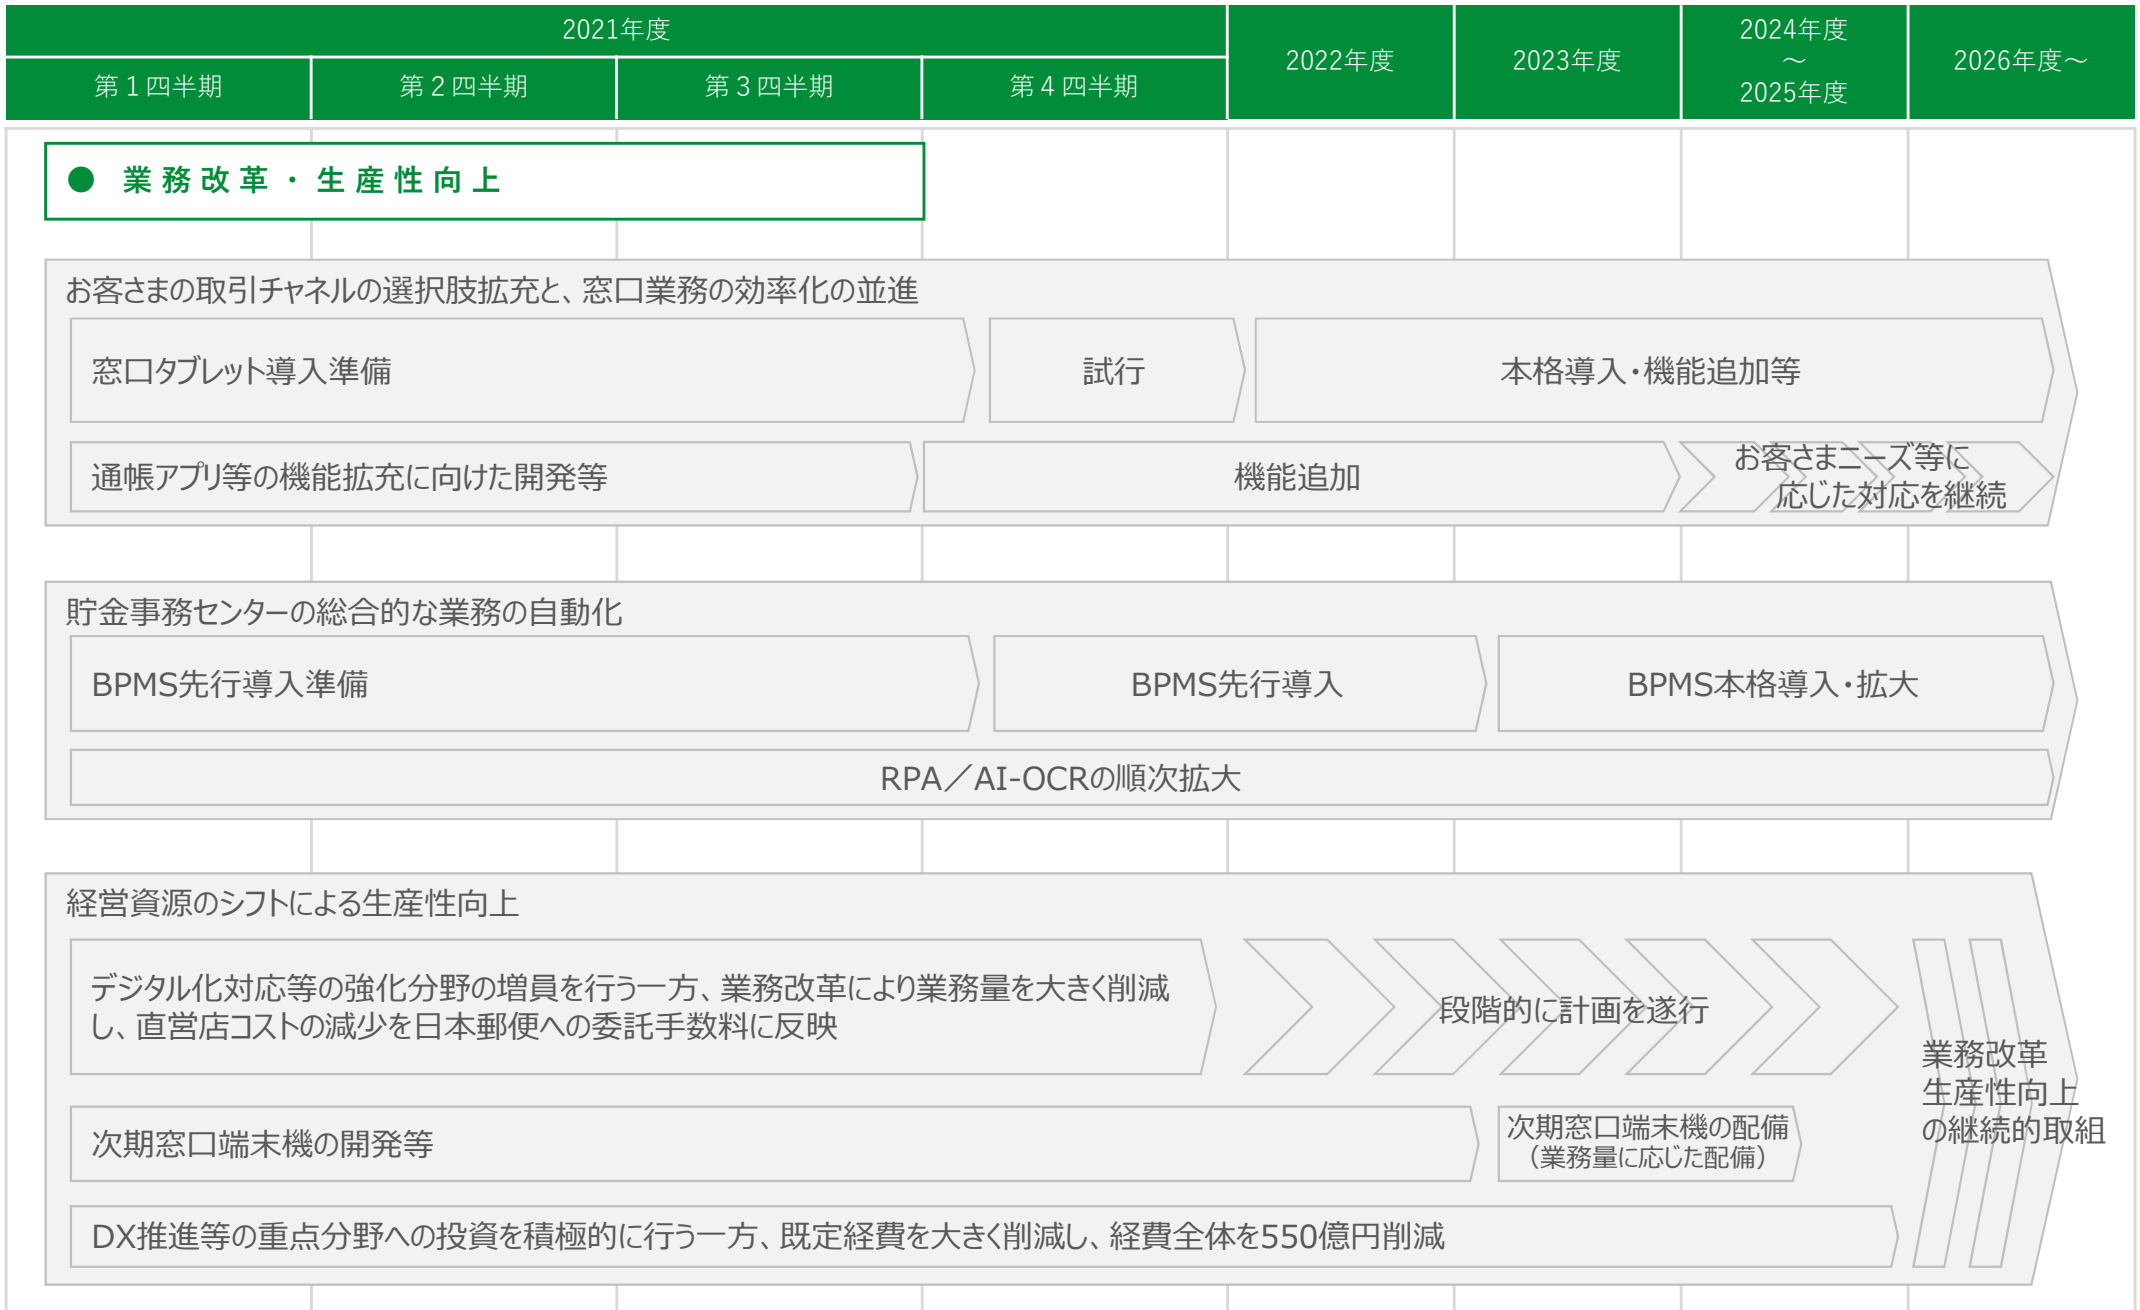 2021年度
2022年度
2023年度
2024年度
～
2025年度
2026年度～
第１四半期
第２四半期
第３四半期
第４四半期
● 業務改革・生産性向上
お客さまの取引チャネルの選択肢拡充と、窓口業務の効率化の並進
窓口タブレット導入準備
試行
本格導入・機能追加等
通帳アプリ等の機能拡充に向けた開発等
機能追加
お客さまニーズ等に
応じた対応を継続
貯金事務センターの総合的な業務の自動化
BPMS先行導入準備
BPMS先行導入
BPMS本格導入・拡大
RPA／AI-OCRの順次拡大
経営資源のシフトによる生産性向上
デジタル化対応等の強化分野の増員を行う一方、業務改革により業務量を大きく削減
し、直営店コストの減少を日本郵便への委託手数料に反映
段階的に計画を遂行
業務改革
生産性向上
の継続的取組
次期窓口端末機の開発等
次期窓口端末機の配備
（業務量に応じた配備）
DX推進等の重点分野への投資を積極的に行う一方、既定経費を大きく削減し、経費全体を550億円削減